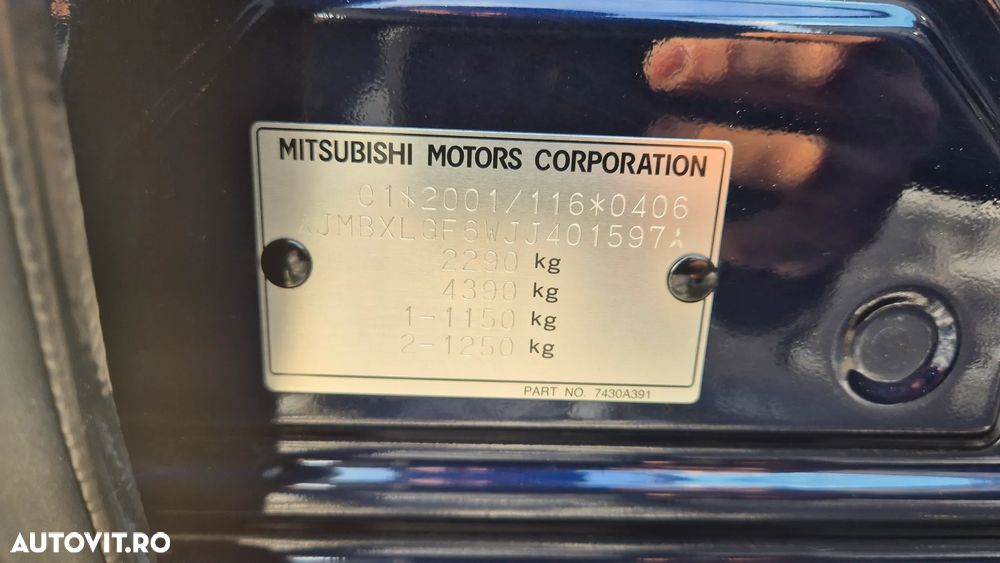 MITSUBISHI MOTORS CORPORATION
01*2001/116*0406
*JMBXLGF6WJJ401597*
2290 kg
4390 kg
1-1150 kg
2-1250 kg
PART NO. 7430A391
AUTOVIT.RO